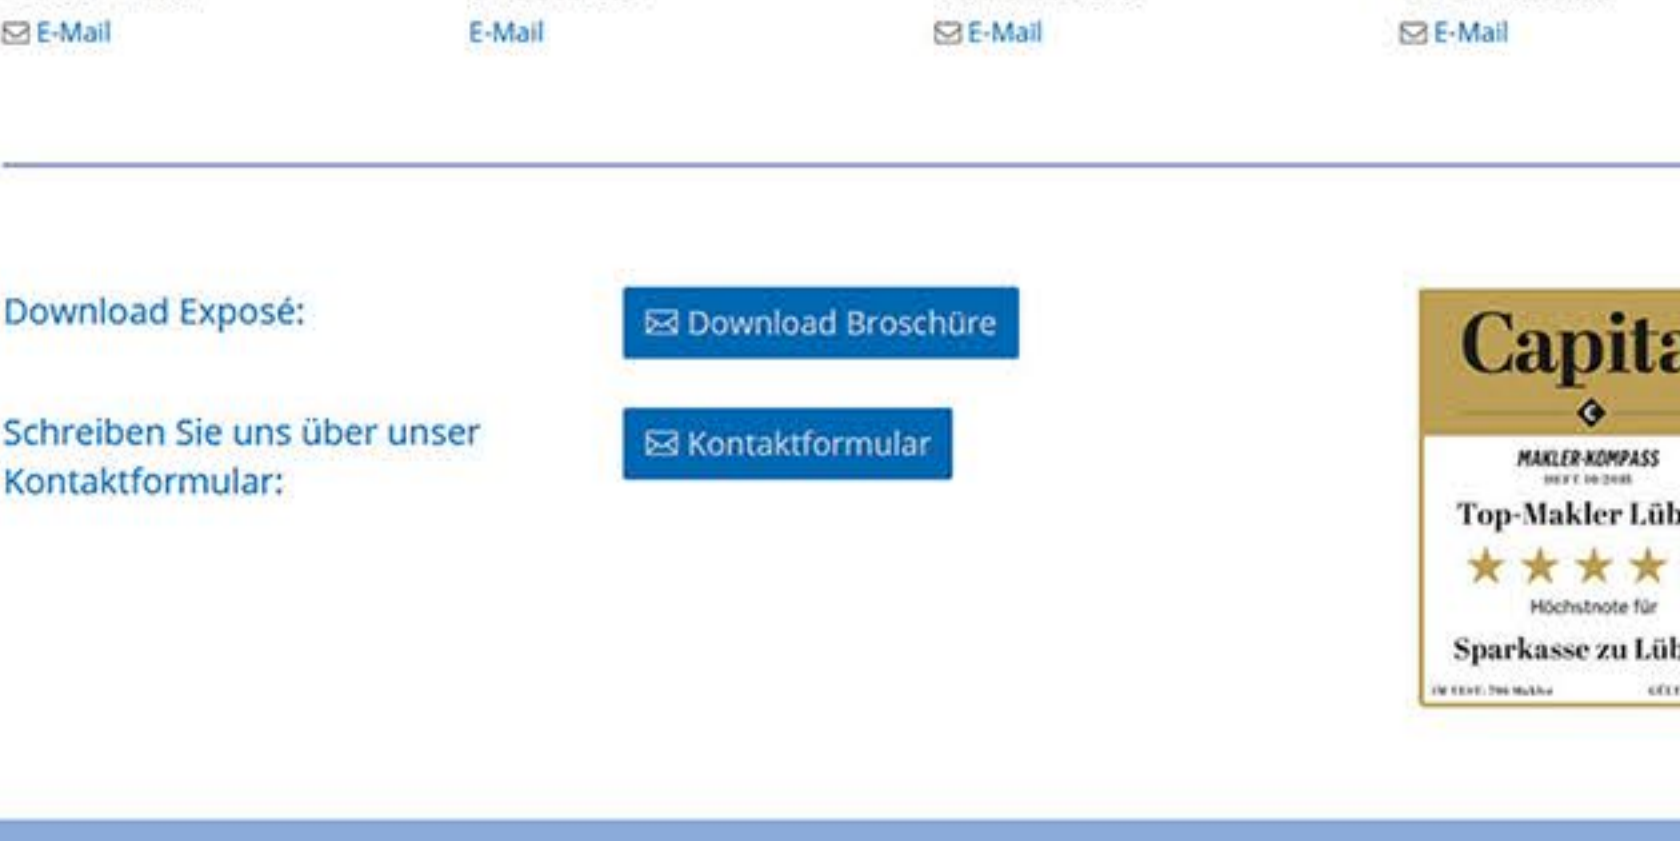 E-Mail E-Mail E-Mail E-Mail
Download Exposé:
Download Broschüre
Schreiben Sie uns über unser
Kontaktformular:
Kontaktformular
Capita
MAKLER-KOMPASS
Top-Makler Lüb
Höchstnote für
Sparkasse zu Lüb